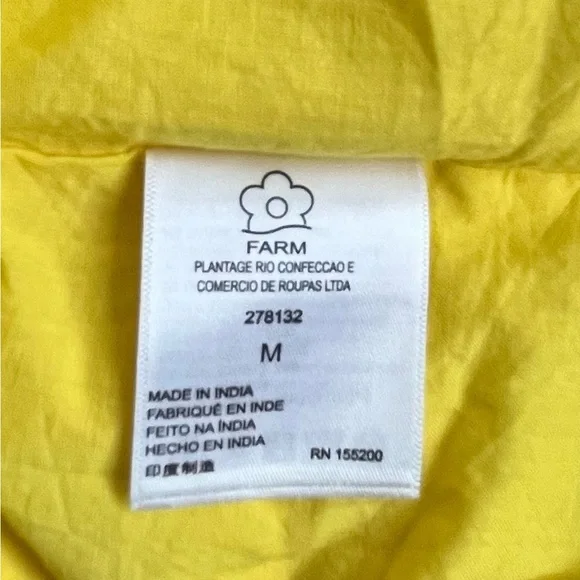 FARM
PLANTAGE RIO CONFECCAO E
COMERCIO DE ROUPAS LTDA
278132
M
MADE IN INDIA
FABRIQUÉ EN INDE
FEITO NA ÍNDIA
HECHO EN INDIA
印度制造
RN 155200